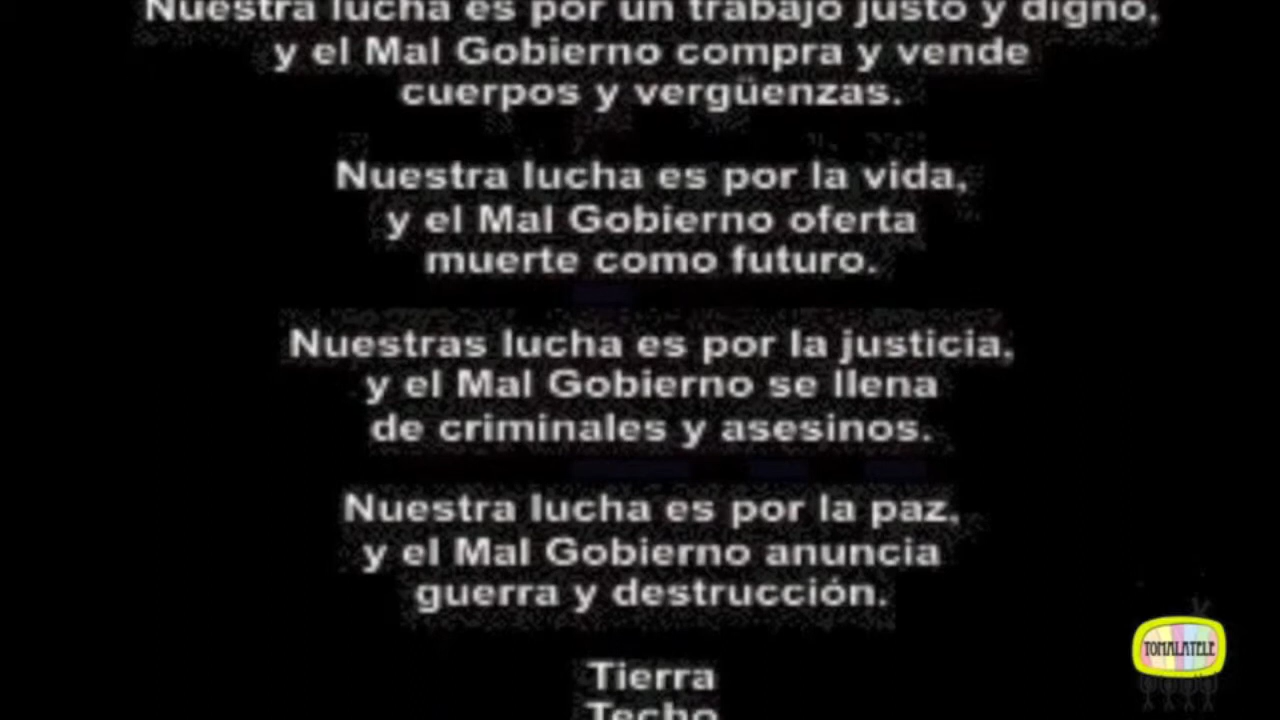 Nuestra lucha es por un trabajo justo y digno,
y el Mal Gobierno compra y vende
cuerpos y vergüenzas.
Nuestra lucha es por la vida,
y el Mal Gobierno oferta
muerte como futuro.
Nuestras lucha es por la justicia,
y el Mal Gobierno se llena
de criminales y asesinos.
Nuestra lucha es por la paz,
y el Mal Gobierno anuncia
guerra y destrucción.
Tierra
Techo
TOMALATELE